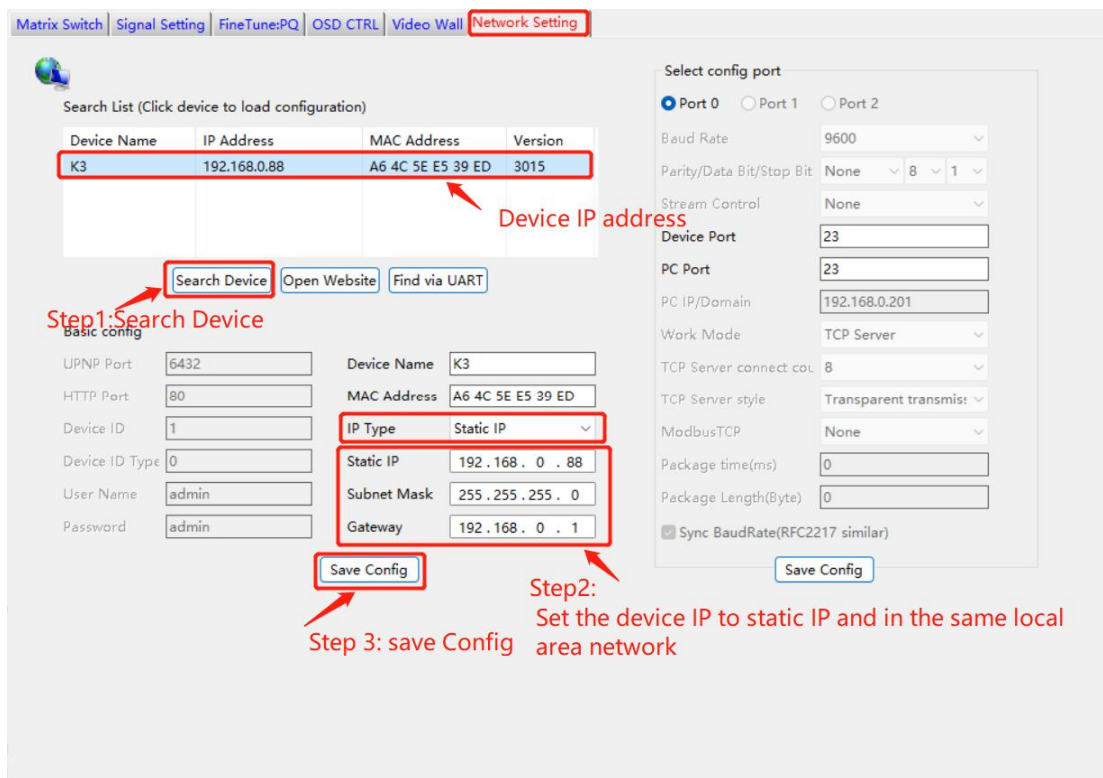 Matrix Switch Signal Setting FineTune:PQ OSD CTRL Video Wall Network Setting
Search List (Click device to load configuration)
Device Name IP Address MAC Address Version
K3 192.168.0.88 A6 4C 5E E5 39 ED 3015
Device IP address
Search Device Open Website Find via UART
Step1:Search Device
Basic config
UPNP Port 6432
HTTP Port 80
Device ID 1
Device ID Type 0
User Name admin
Password admin
Device Name K3
MAC Address A6 4C 5E E5 39 ED
IP Type Static IP
Static IP 192.168. 0 .88
Subnet Mask 255.255.255. 0
Gateway 192.168. 0 . 1
Save Config
Step 3: save Config
Step2:
Set the device IP to static IP and in the same local
area network
Select config port
Port 0 Port 1 Port 2
Baud Rate 9600
Parity/Data Bit/Stop Bit None 8 1
Stream Control None
Device Port 23
PC Port 23
PC IP/Domain 192.168.0.201
Work Mode TCP Server
TCP Server connect cou 8
TCP Server style Transparent transmis
ModbusTCP None
Package time(ms) 0
Package Length(Byte) 0
Sync BaudRate(RFC2217 similar)
Save Config